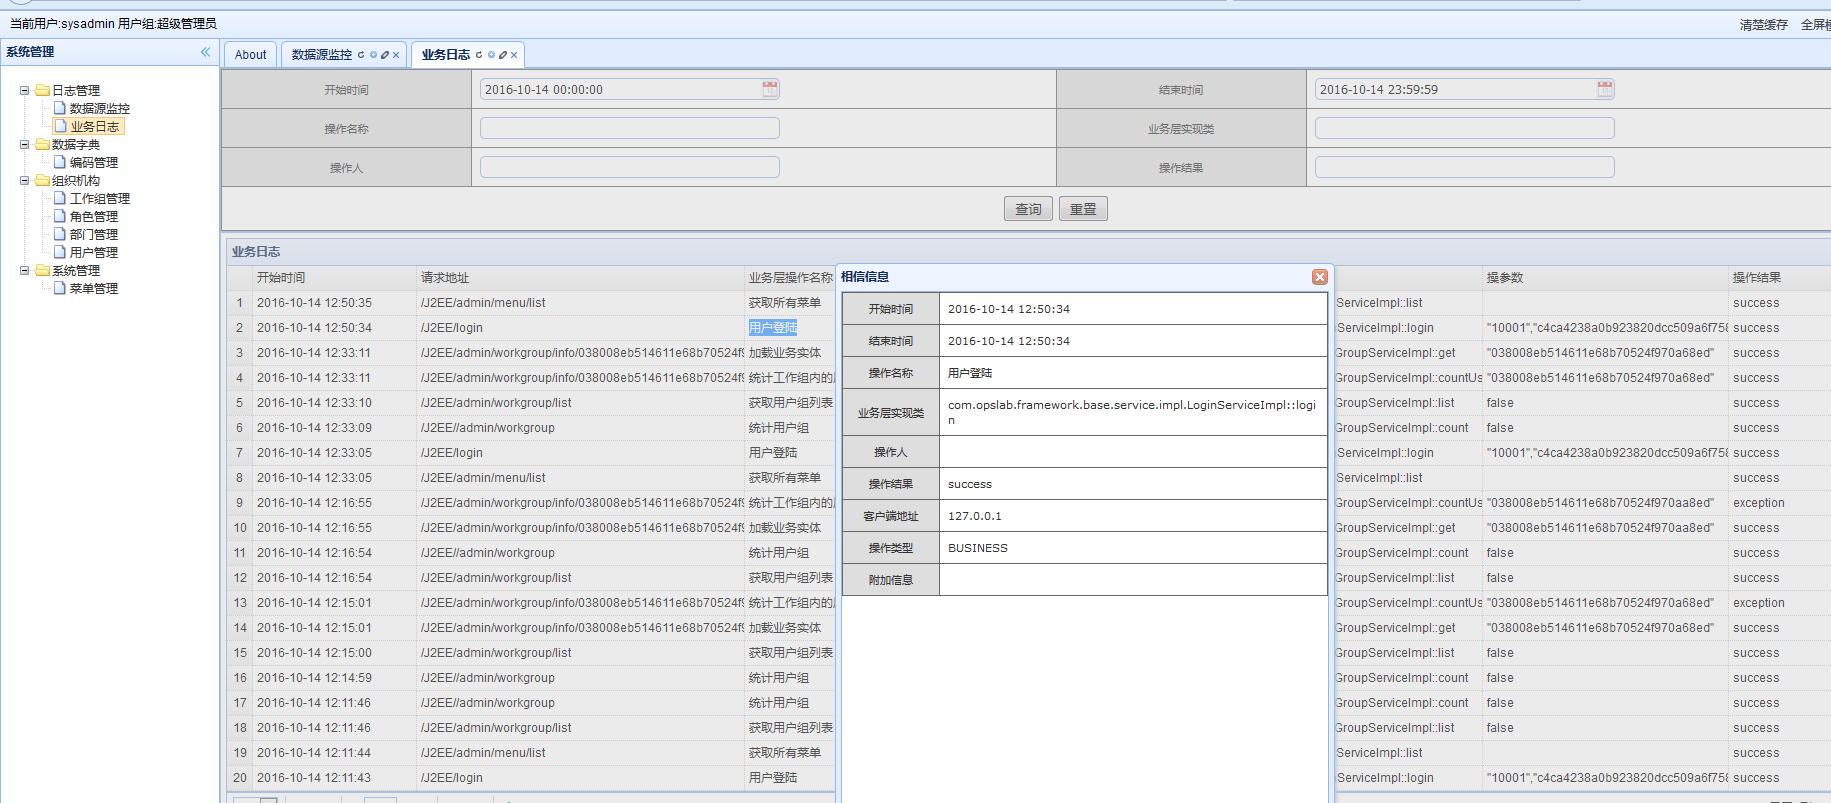 当前用户:sysadmin 用户组:超级管理员
清楚缓存 全屏
系统管理
日志管理
数据源监控
业务日志
数据字典
编码管理
组织机构
工作组管理
角色管理
部门管理
用户管理
系统管理
菜单管理
About 数据源监控 业务日志
开始时间 2016-10-14 00:00:00 结束时间 2016-10-14 23:59:59
操作名称 业务层实现类
操作人 操作结果
查询 重置
业务日志
开始时间 请求地址 业务层操作名称 操参数 操作结果
1 2016-10-14 12:50:35 /J2EE/admin/menu/list 获取所有菜单 ServiceImpl::list success
2 2016-10-14 12:50:34 /J2EE/login 用户登陆 ServiceImpl::login "10001","c4ca4238a0b923820dcc509a6f758 success
3 2016-10-14 12:33:11 /J2EE/admin/workgroup/info/038008eb514611e68b70524f9 加载业务实体 GroupServiceImpl::get "038008eb514611e68b70524f970a68ed" success
4 2016-10-14 12:33:11 /J2EE/admin/workgroup/info/038008eb514611e68b70524f9 统计工作组内的 GroupServiceImpl::countUs "038008eb514611e68b70524f970a68ed" success
5 2016-10-14 12:33:10 /J2EE/admin/workgroup/list 获取用户组列表 GroupServiceImpl::list false success
6 2016-10-14 12:33:09 /J2EE//admin/workgroup 统计用户组 GroupServiceImpl::count false success
7 2016-10-14 12:33:05 /J2EE/login 用户登陆 ServiceImpl::login "10001","c4ca4238a0b923820dcc509a6f758 success
8 2016-10-14 12:33:05 /J2EE/admin/menu/list 获取所有菜单 ServiceImpl::list success
9 2016-10-14 12:16:55 /J2EE/admin/workgroup/info/038008eb514611e68b70524f9 统计工作组内的 GroupServiceImpl::countUs "038008eb514611e68b70524f970aa8ed" exception
10 2016-10-14 12:16:55 /J2EE/admin/workgroup/info/038008eb514611e68b70524f9 加载业务实体 GroupServiceImpl::get "038008eb514611e68b70524f970aa8ed" success
11 2016-10-14 12:16:54 /J2EE//admin/workgroup 统计用户组 GroupServiceImpl::count false success
12 2016-10-14 12:16:54 /J2EE/admin/workgroup/list 获取用户组列表 GroupServiceImpl::list false success
13 2016-10-14 12:15:01 /J2EE/admin/workgroup/info/038008eb514611e68b70524f9 统计工作组内的 GroupServiceImpl::countUs "038008eb514611e68b70524f970a68ed" exception
14 2016-10-14 12:15:01 /J2EE/admin/workgroup/info/038008eb514611e68b70524f9 加载业务实体 GroupServiceImpl::get "038008eb514611e68b70524f970a68ed" success
15 2016-10-14 12:15:00 /J2EE/admin/workgroup/list 获取用户组列表 GroupServiceImpl::list false success
16 2016-10-14 12:14:59 /J2EE//admin/workgroup 统计用户组 GroupServiceImpl::count false success
17 2016-10-14 12:11:46 /J2EE//admin/workgroup 统计用户组 GroupServiceImpl::count false success
18 2016-10-14 12:11:46 /J2EE/admin/workgroup/list 获取用户组列表 GroupServiceImpl::list false success
19 2016-10-14 12:11:44 /J2EE/admin/menu/list 获取所有菜单 ServiceImpl::list success
20 2016-10-14 12:11:43 /J2EE/login 用户登陆 ServiceImpl::login "10001","c4ca4238a0b923820dcc509a6f758 success
相信信息
开始时间 2016-10-14 12:50:34
结束时间 2016-10-14 12:50:34
操作名称 用户登陆
业务层实现类 com.opslab.framework.base.service.impl.LoginServiceImpl::logi
n
操作人
操作结果 success
客户端地址 127.0.0.1
操作类型 BUSINESS
附加信息